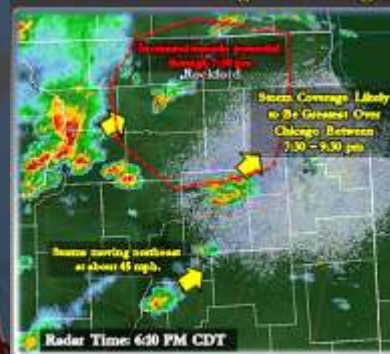 Increased tornado potential
through 7:30 pm
Rockford
Storm Coverage Likely
to Be Greatest Over
Chicago Between
7:30 - 9:30 pm
Storms moving northeast
at about 45 mph.
Radar Time: 6:20 PM CDT